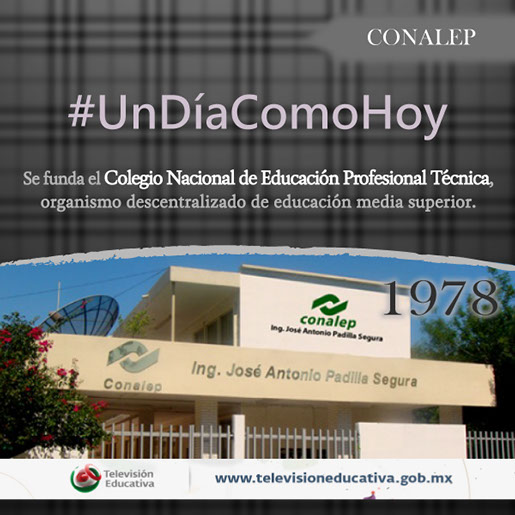 CONALEP
#UnDíaComoHoy
Se funda el Colegio Nacional de Educación Profesional Técnica,
organismo descentralizado de educación media superior.
1978
conalep
Ing. José Antonio Padilla Segura
Conalep
Ing. José Antonio Padilla Segura
Televisión
Educativa
www.televisioneducativa.gob.mx